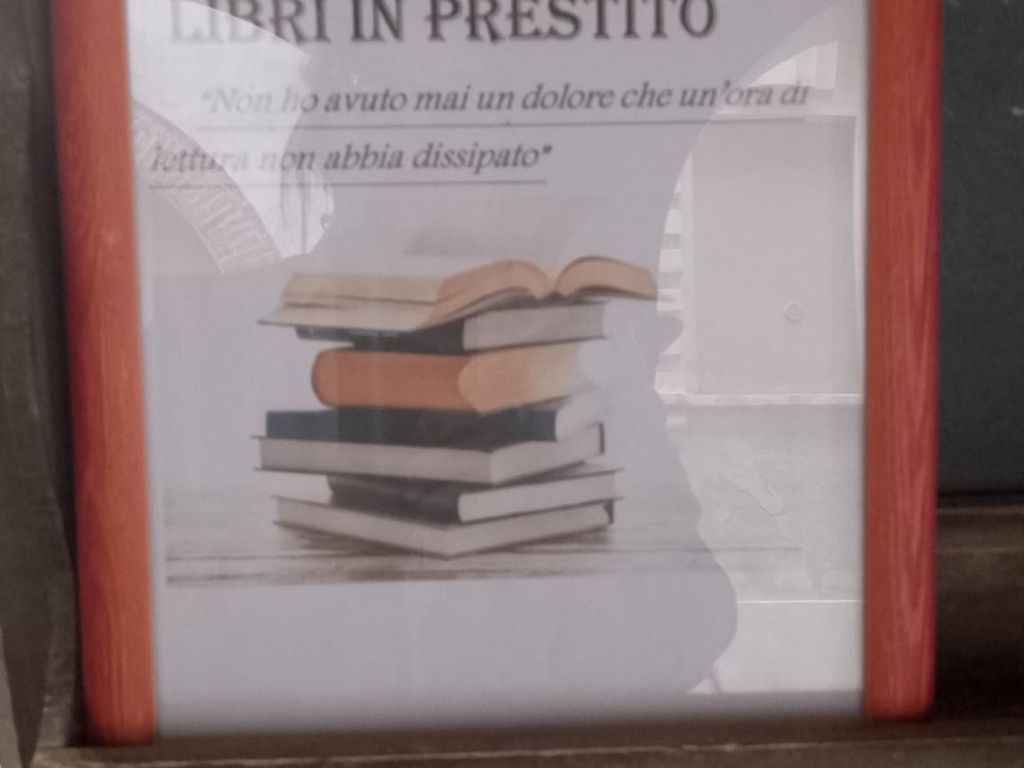 LIBRI IN PRESTITO
"Non ho avuto mai un dolore che un'ora di
lettura non abbia dissipato"